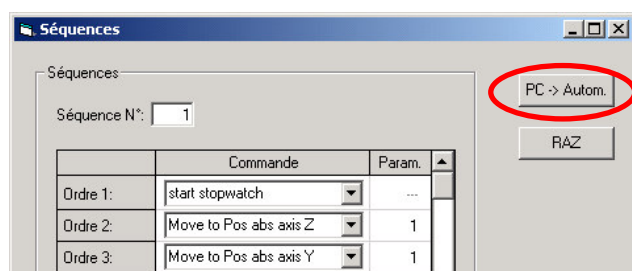 Séquences
Séquences
PC -> Autom.
Séquence N°: 1
RAZ
Commande Param.
Ordre 1: start stopwatch ---
Ordre 2: Move to Pos abs axis Z 1
Ordre 3: Move to Pos abs axis Y 1